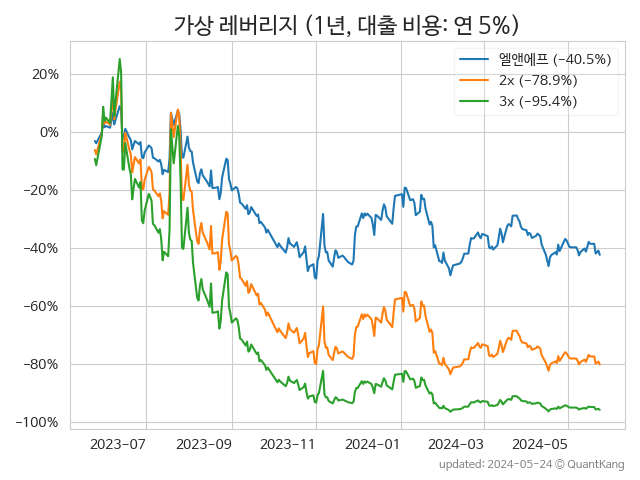 가상 레버리지 (1년, 대출 비용: 연 5%)
엘앤에프 (−40.5%)
2x (−78.9%)
3x (−95.4%)
20%
0%
−20%
−40%
−60%
−80%
−100%
2023-07 2023-09 2023-11 2024-01 2024-03 2024-05
updated: 2024-05-24 © QuantKang